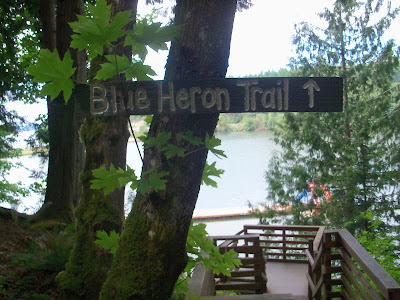 Blue Heron Trail ↑